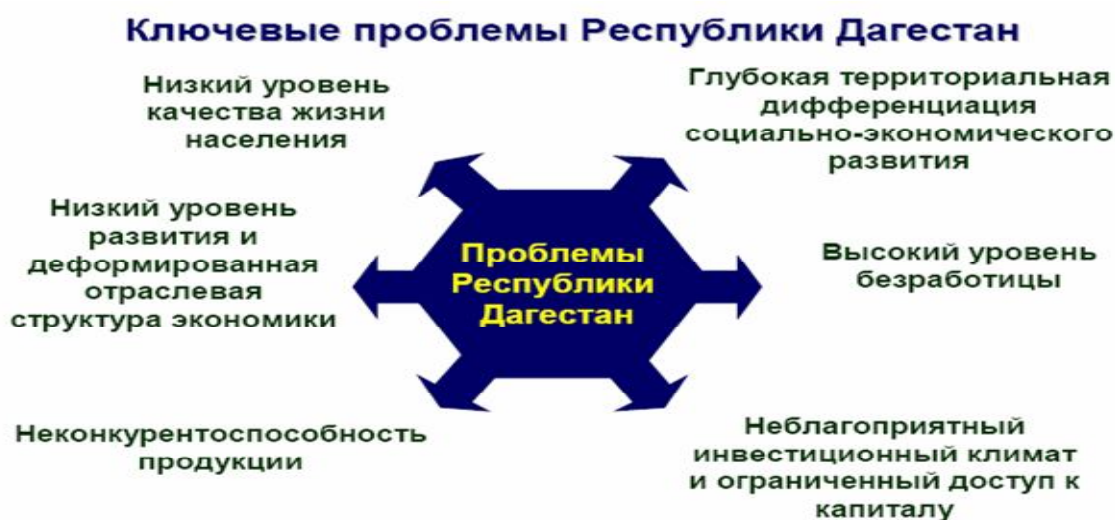 Ключевые проблемы Республики Дагестан
Низкий уровень
качества жизни
населения
Глубокая территориальная
дифференциация
социально-экономического
развития
Низкий уровень
развития и
деформированная
отраслевая
структура экономики
Проблемы
Республики
Дагестан
Высокий уровень
безработицы
Неконкурентоспособность
продукции
Неблагоприятный
инвестиционный климат
и ограниченный доступ к
капиталу